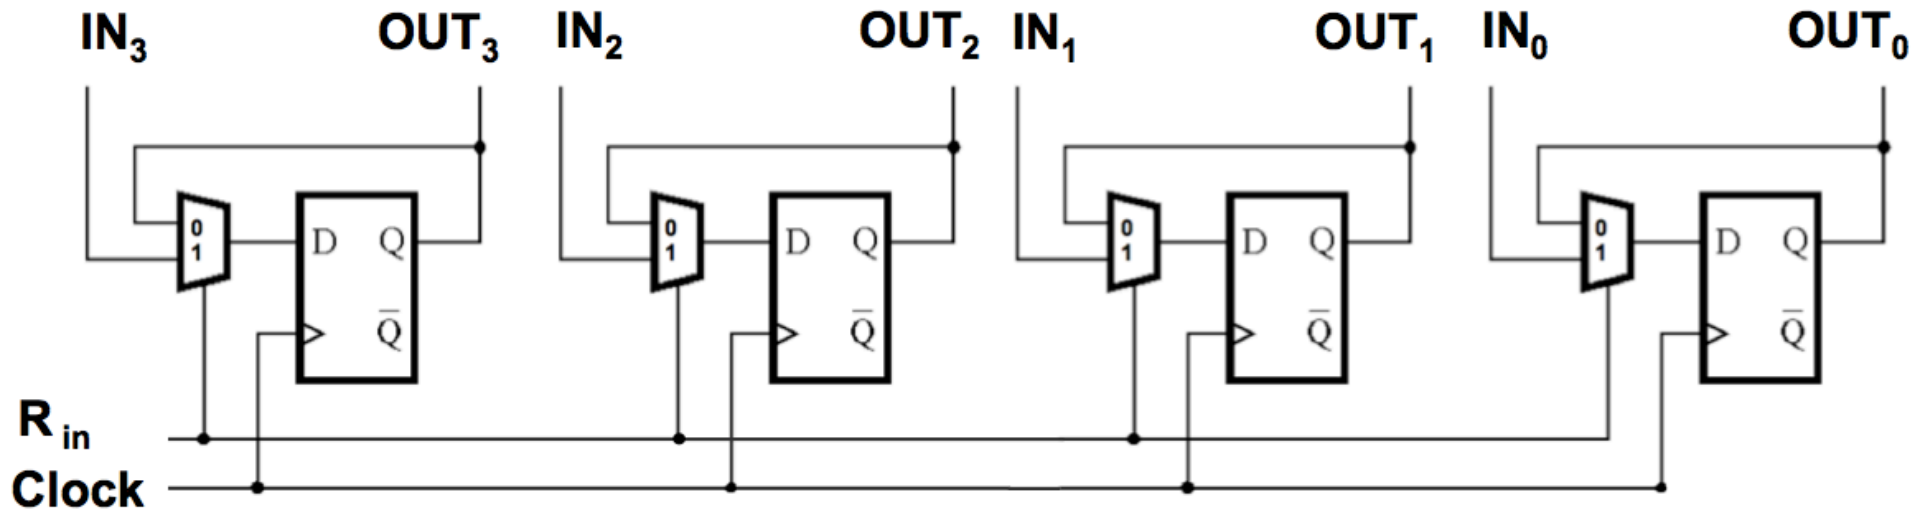 IN₃ OUT₃ IN₂ OUT₂ IN₁ OUT₁ IN₀ OUT₀
0 0 0 0
1 D Q 1 D Q 1 D Q 1 D Q
Q̅ Q̅ Q̅ Q̅
R in
Clock